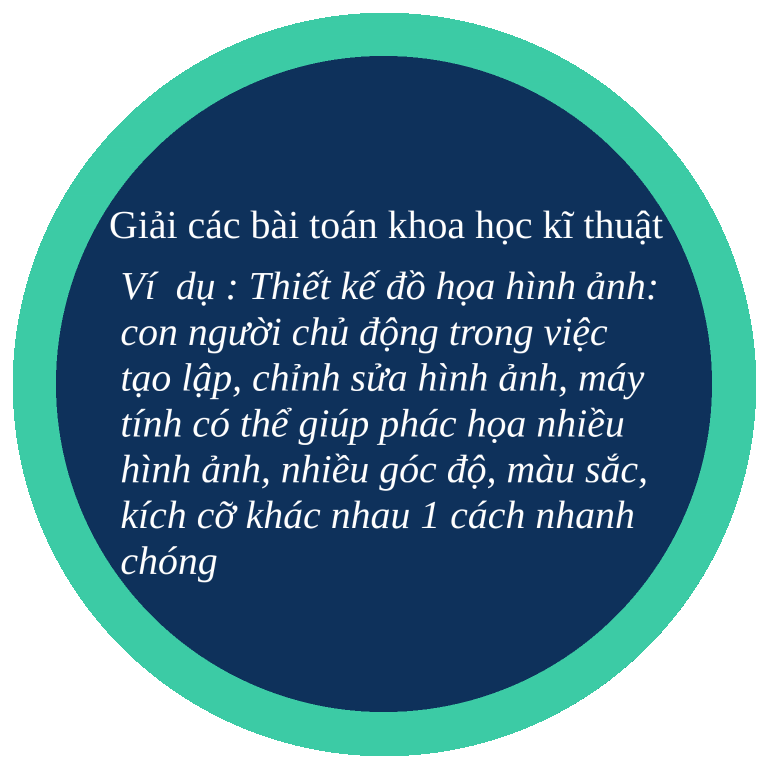 Giải các bài toán khoa học kĩ thuật
Ví  dụ : Thiết kế đồ họa hình ảnh:
con người chủ động trong việc
tạo lập, chỉnh sửa hình ảnh, máy
tính có thể giúp phác họa nhiều
hình ảnh, nhiều góc độ, màu sắc,
kích cỡ khác nhau 1 cách nhanh
chóng